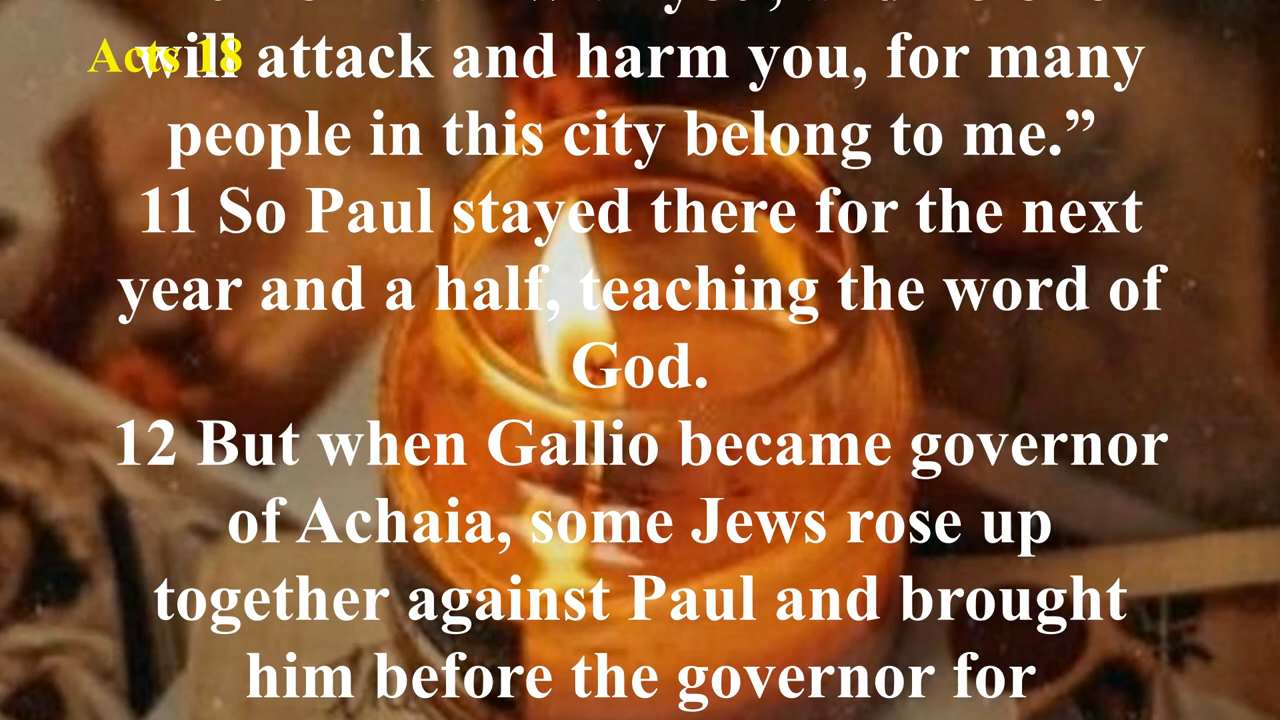 Acts 18
will attack and harm you, for many
people in this city belong to me.”
11 So Paul stayed there for the next
year and a half, teaching the word of
God.
12 But when Gallio became governor
of Achaia, some Jews rose up
together against Paul and brought
him before the governor for